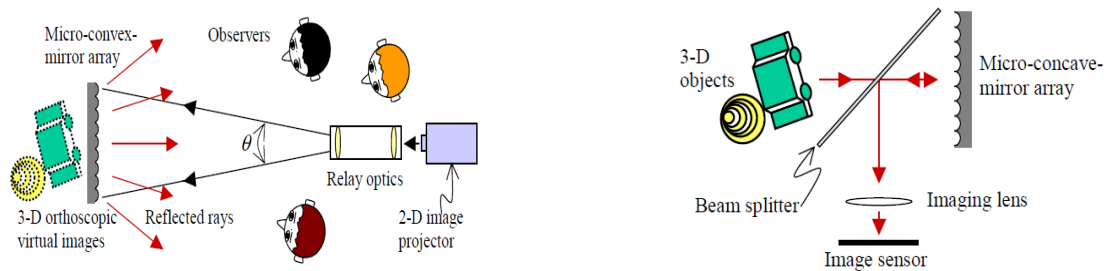 Micro-convex-
mirror array
Observers
θ
Relay optics
3-D orthoscopic
virtual images
Reflected rays
2-D image
projector
3-D
objects
Micro-concave-
mirror array
Beam splitter
Imaging lens
Image sensor